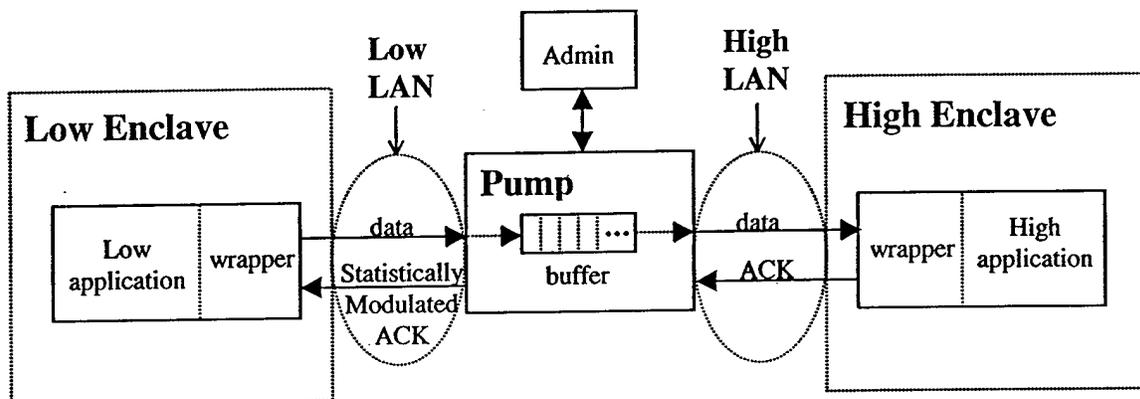 Low
LAN
Admin
High
LAN
Low Enclave
High Enclave
Pump
Low
application
wrapper
data
Statistically
Modulated
ACK
buffer
data
ACK
wrapper
High
application